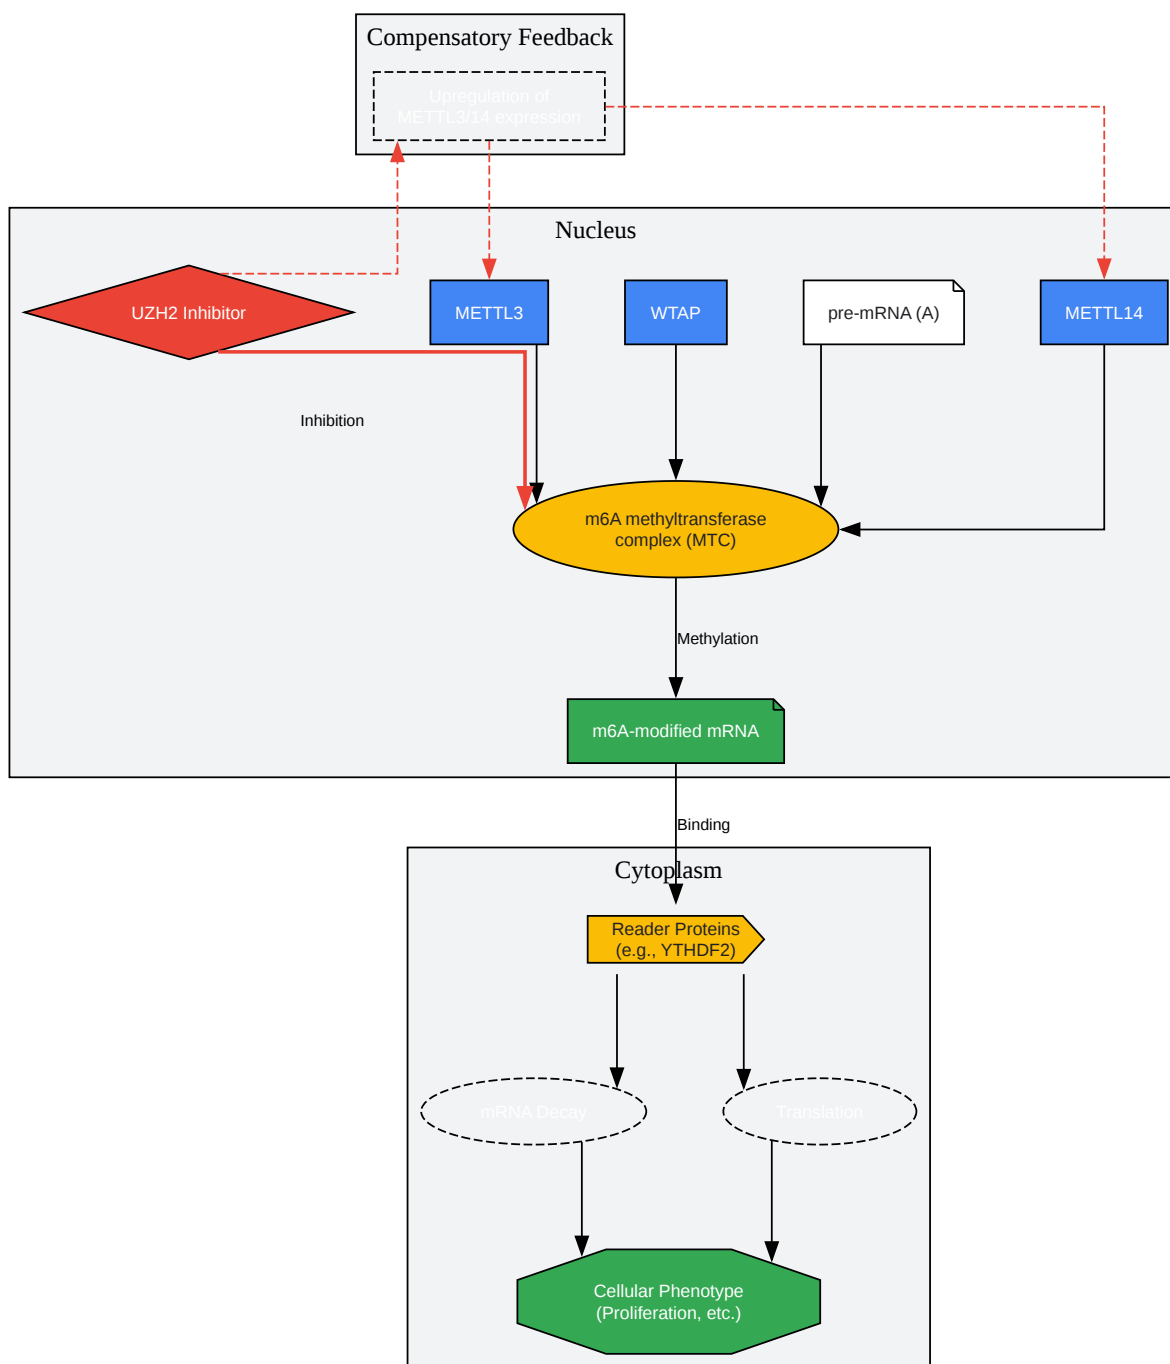 Compensatory Feedback
Upregulation of
METTL3/14 expression
Nucleus
UZH2 Inhibitor
METTL3
WTAP
pre-mRNA (A)
METTL14
Inhibition
m6A methyltransferase
complex (MTC)
Methylation
m6A-modified mRNA
Binding
Cytoplasm
Reader Proteins
(e.g., YTHDF2)
mRNA Decay
Translation
Cellular Phenotype
(Proliferation, etc.)